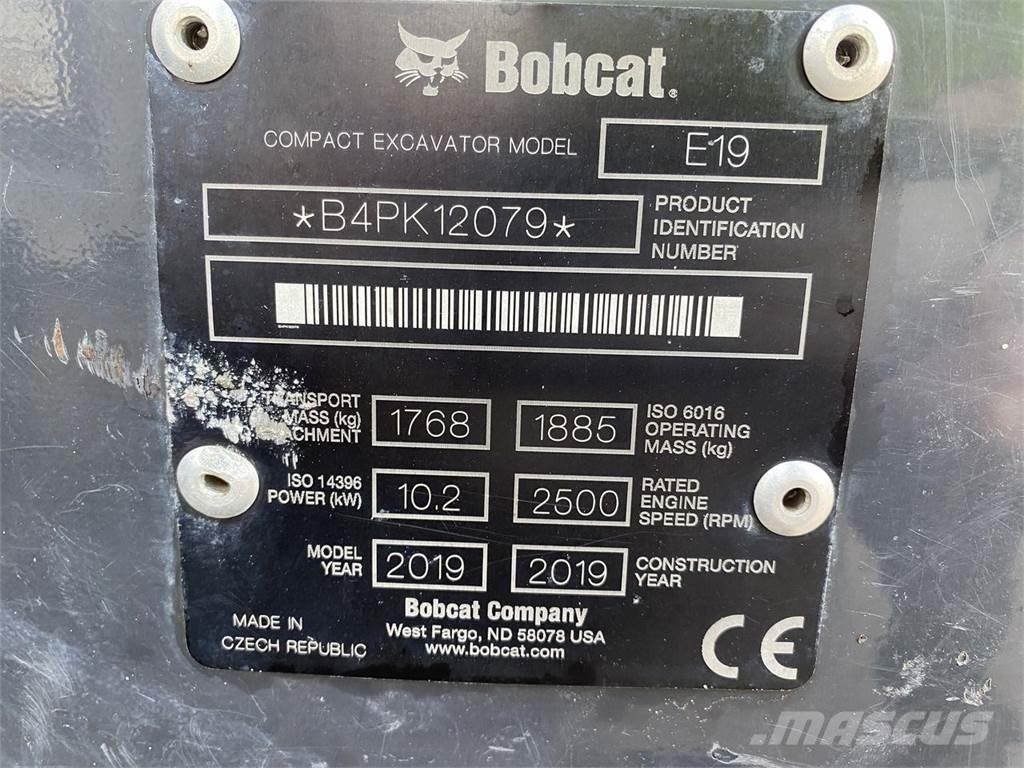 Bobcat®
COMPACT EXCAVATOR MODEL E19
*B4PK12079*
PRODUCT
IDENTIFICATION
NUMBER
TRANSPORT
MASS (kg)
1768
1885
ISO 6016
OPERATING
MASS (kg)
ISO 14396
POWER (kW)
10.2
2500
RATED
ENGINE
SPEED (RPM)
MODEL
YEAR
2019
2019
CONSTRUCTION
YEAR
Bobcat Company
West Fargo, ND 58078 USA
www.bobcat.com
MADE IN
CZECH REPUBLIC
CE
MASCUS